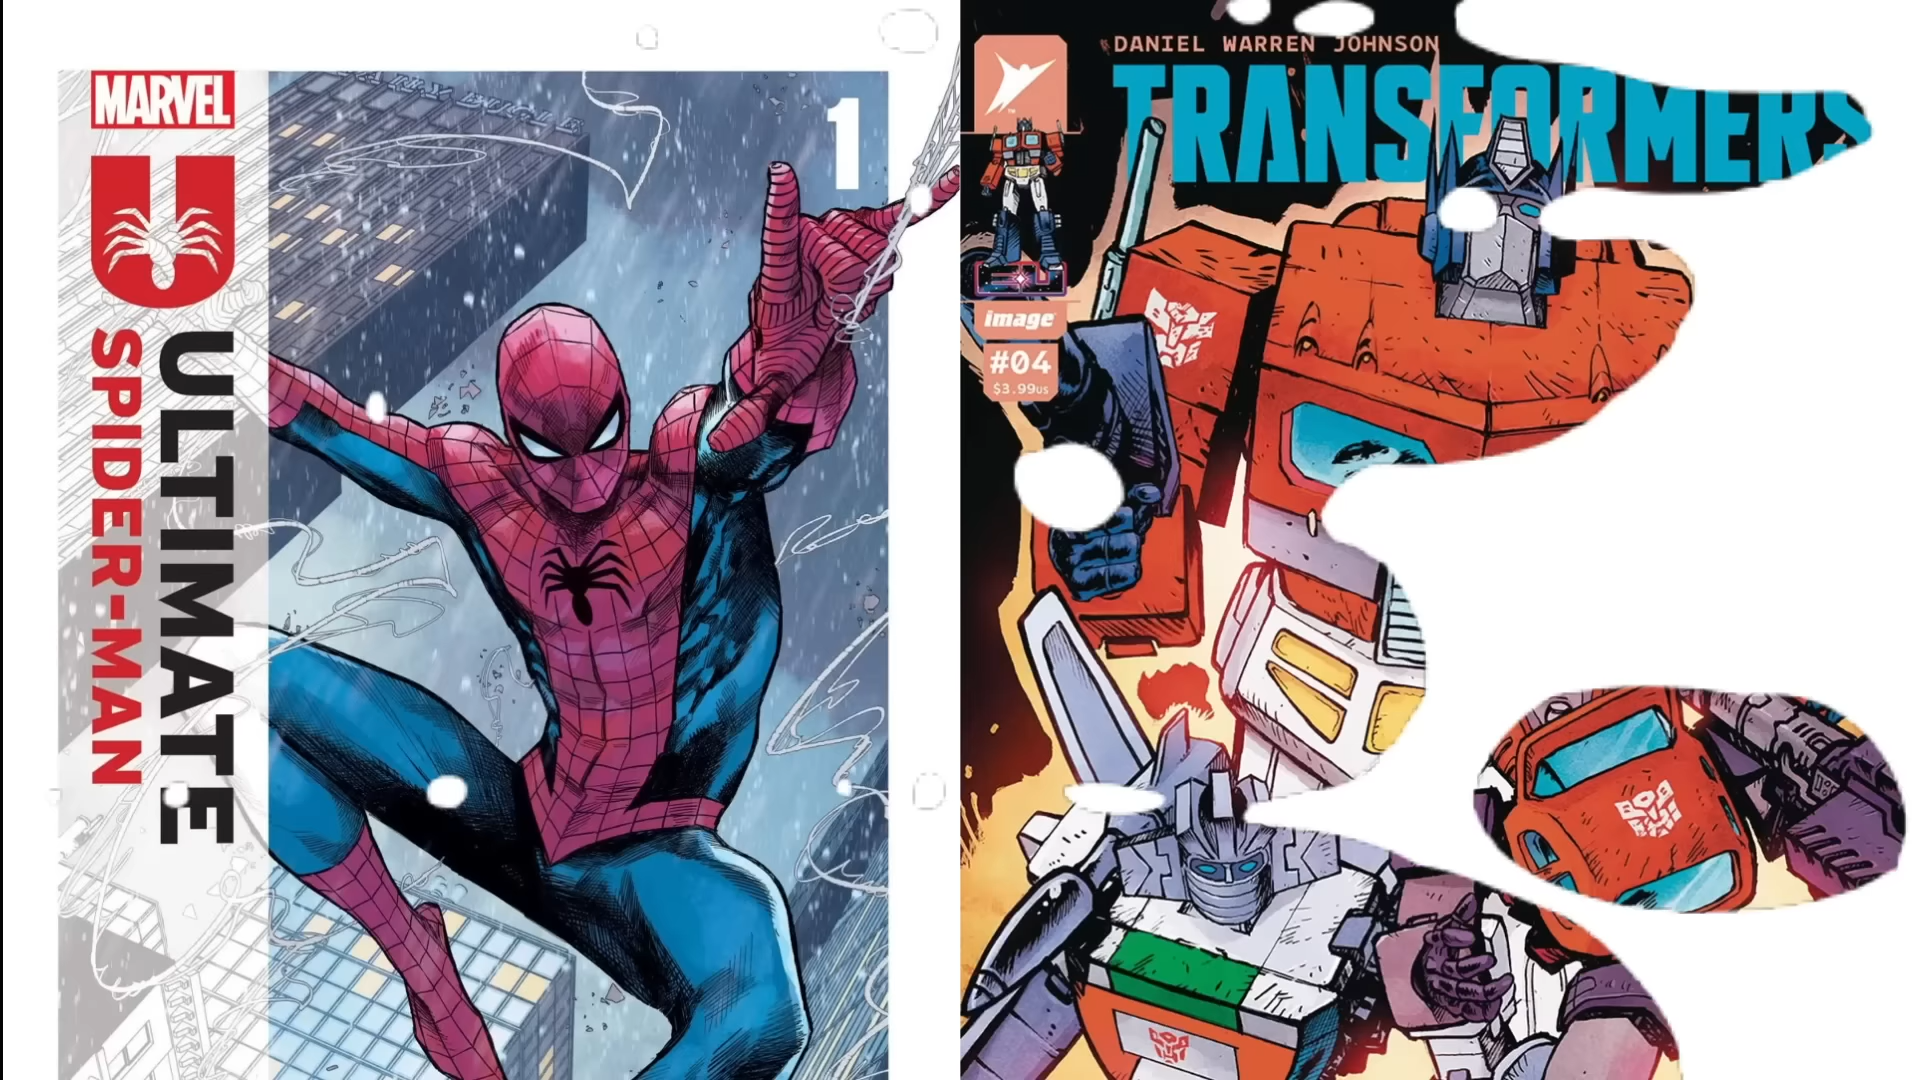 MARVEL
1
ULTIMATE
SPIDER-MAN
DANIEL WARREN JOHNSON
TRANSFORMERS
image
#04
$3.99US